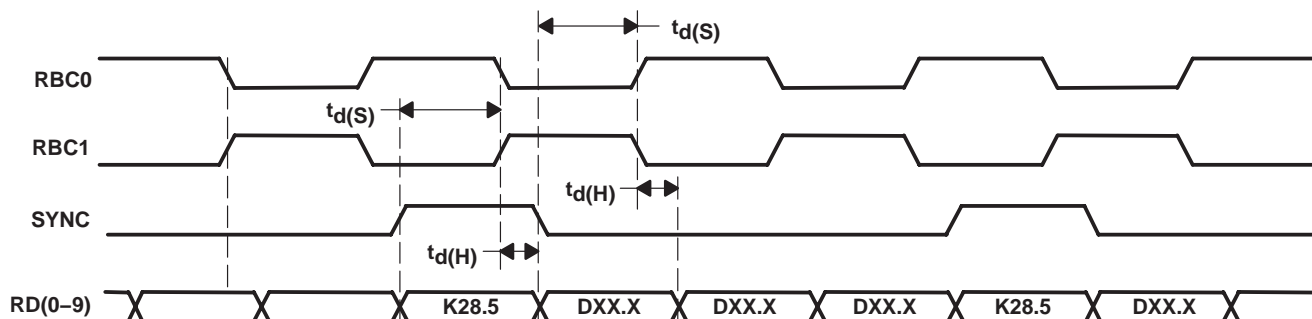 td(S)
RBC0
td(S)
RBC1
td(H)
SYNC
td(H)
RD(0–9)
K28.5
DXX.X
DXX.X
DXX.X
K28.5
DXX.X